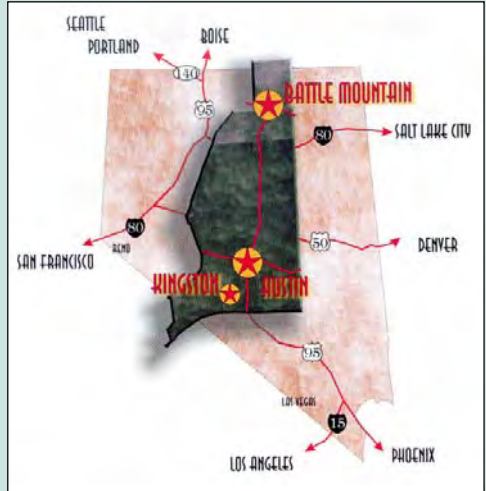 SEATTLE
PORTLAND
BOISE
140
95
BATTLE MOUNTAIN
80
SALT LAKE CITY
80
SAN FRANCISCO
RENO
50
DENVER
KINGSTON
AUSTIN
95
LAS VEGAS
15
LOS ANGELES
PHOENIX